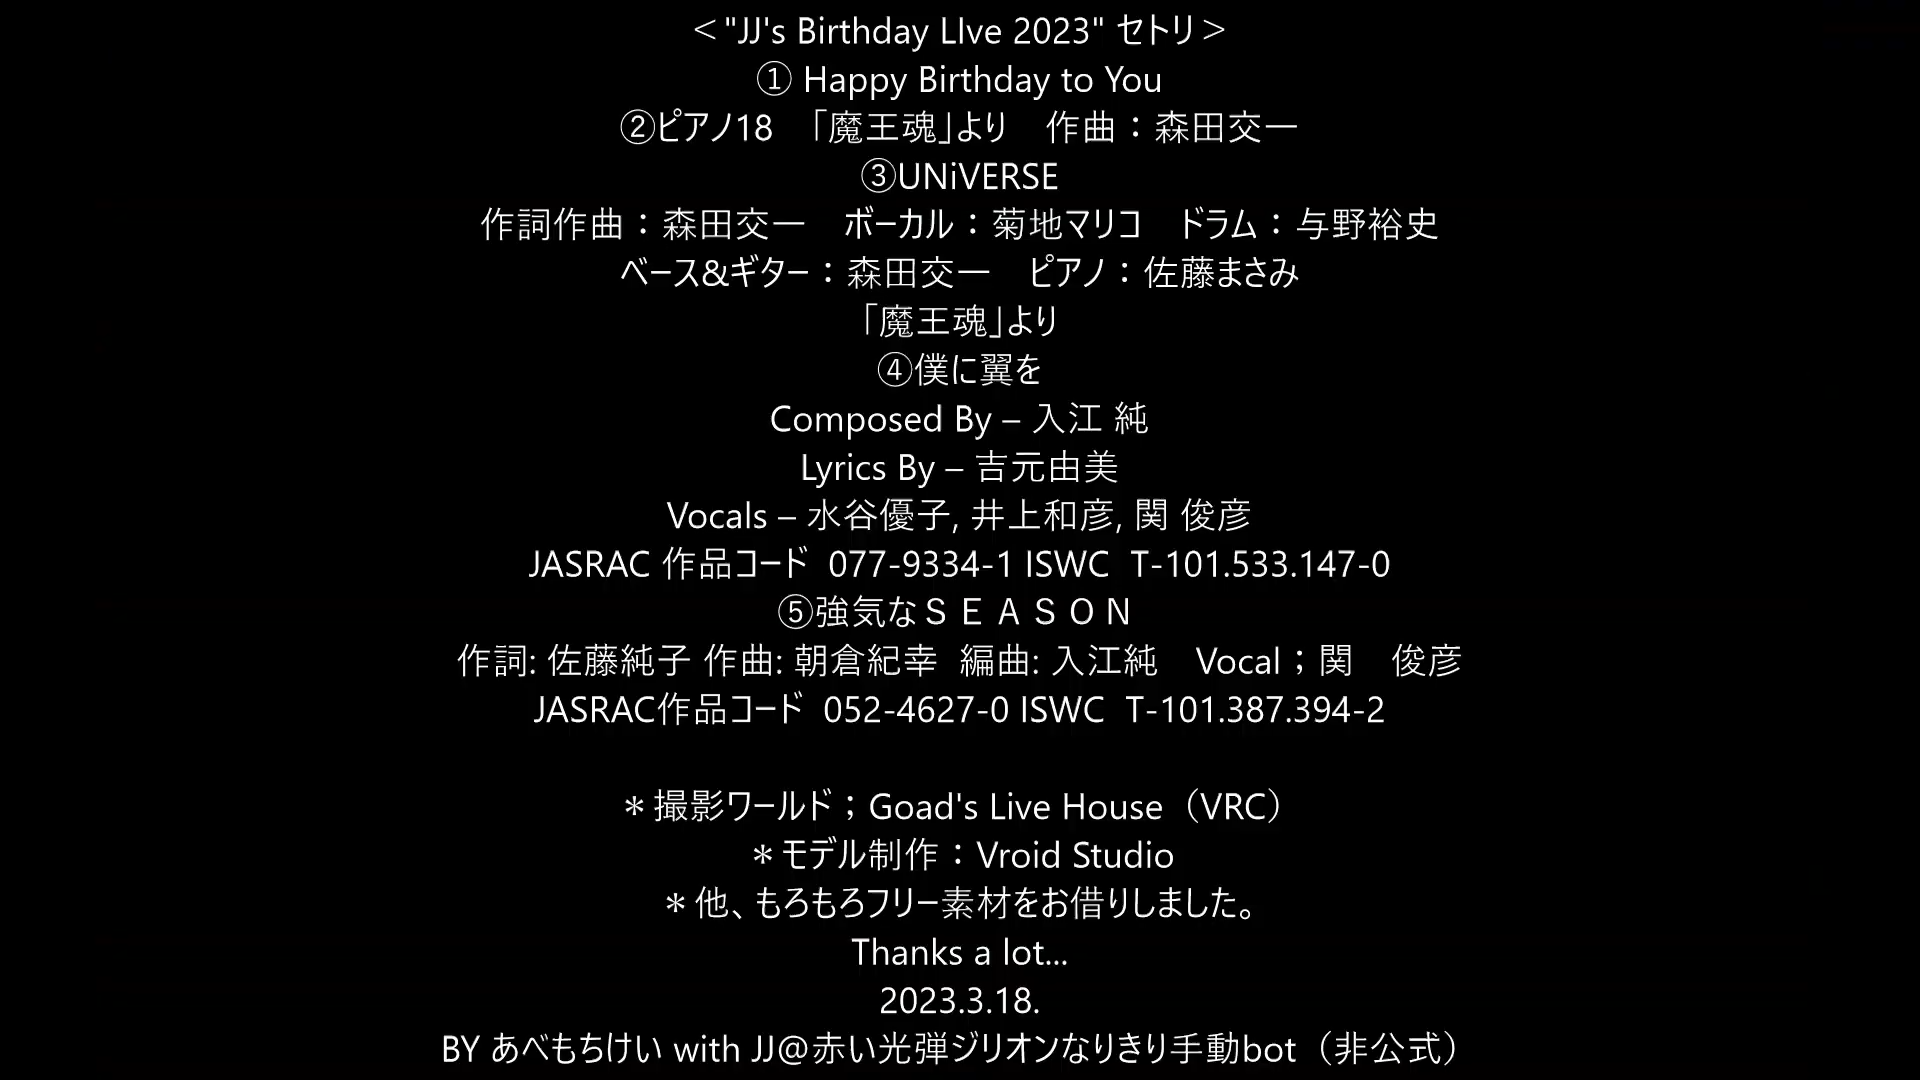 ＜"JJ's Birthday LIve 2023" セトリ＞
① Happy Birthday to You
②ピアノ18　「魔王魂」より　作曲：森田交一
③UNiVERSE
作詞作曲：森田交一　ボーカル：菊地マリコ　ドラム：与野裕史
ベース&ギター：森田交一　ピアノ：佐藤まさみ
「魔王魂」より
④僕に翼を
Composed By – 入江 純
Lyrics By – 吉元由美
Vocals – 水谷優子, 井上和彦, 関 俊彦
JASRAC 作品コード  077-9334-1 ISWC  T-101.533.147-0
⑤強気なＳＥＡＳＯＮ
作詞: 佐藤純子 作曲: 朝倉紀幸  編曲: 入江純　Vocal；関　俊彦
JASRAC作品コード  052-4627-0 ISWC  T-101.387.394-2
＊撮影ワールド；Goad's Live House（VRC）
＊モデル制作：Vroid Studio
＊他、もろもろフリー素材をお借りしました。
Thanks a lot...
2023.3.18.
BY あべもちけい with JJ@赤い光弾ジリオンなりきり手動bot（非公式）